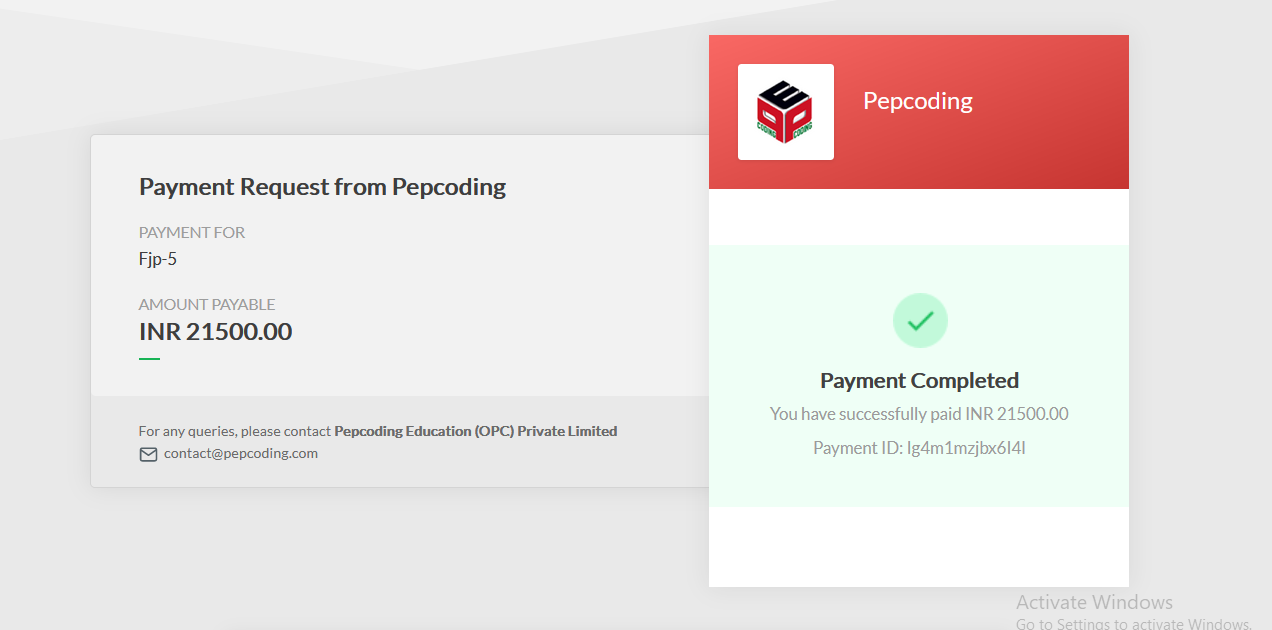 Payment Request from Pepcoding
PAYMENT FOR
Fjp-5
AMOUNT PAYABLE
INR 21500.00
For any queries, please contact Pepcoding Education (OPC) Private Limited
contact@pepcoding.com
PEP
CODING
CODING
Pepcoding
Payment Completed
You have successfully paid INR 21500.00
Payment ID: Ig4m1mzjbx6I4I
Activate Windows
Go to Settings to activate Windows.